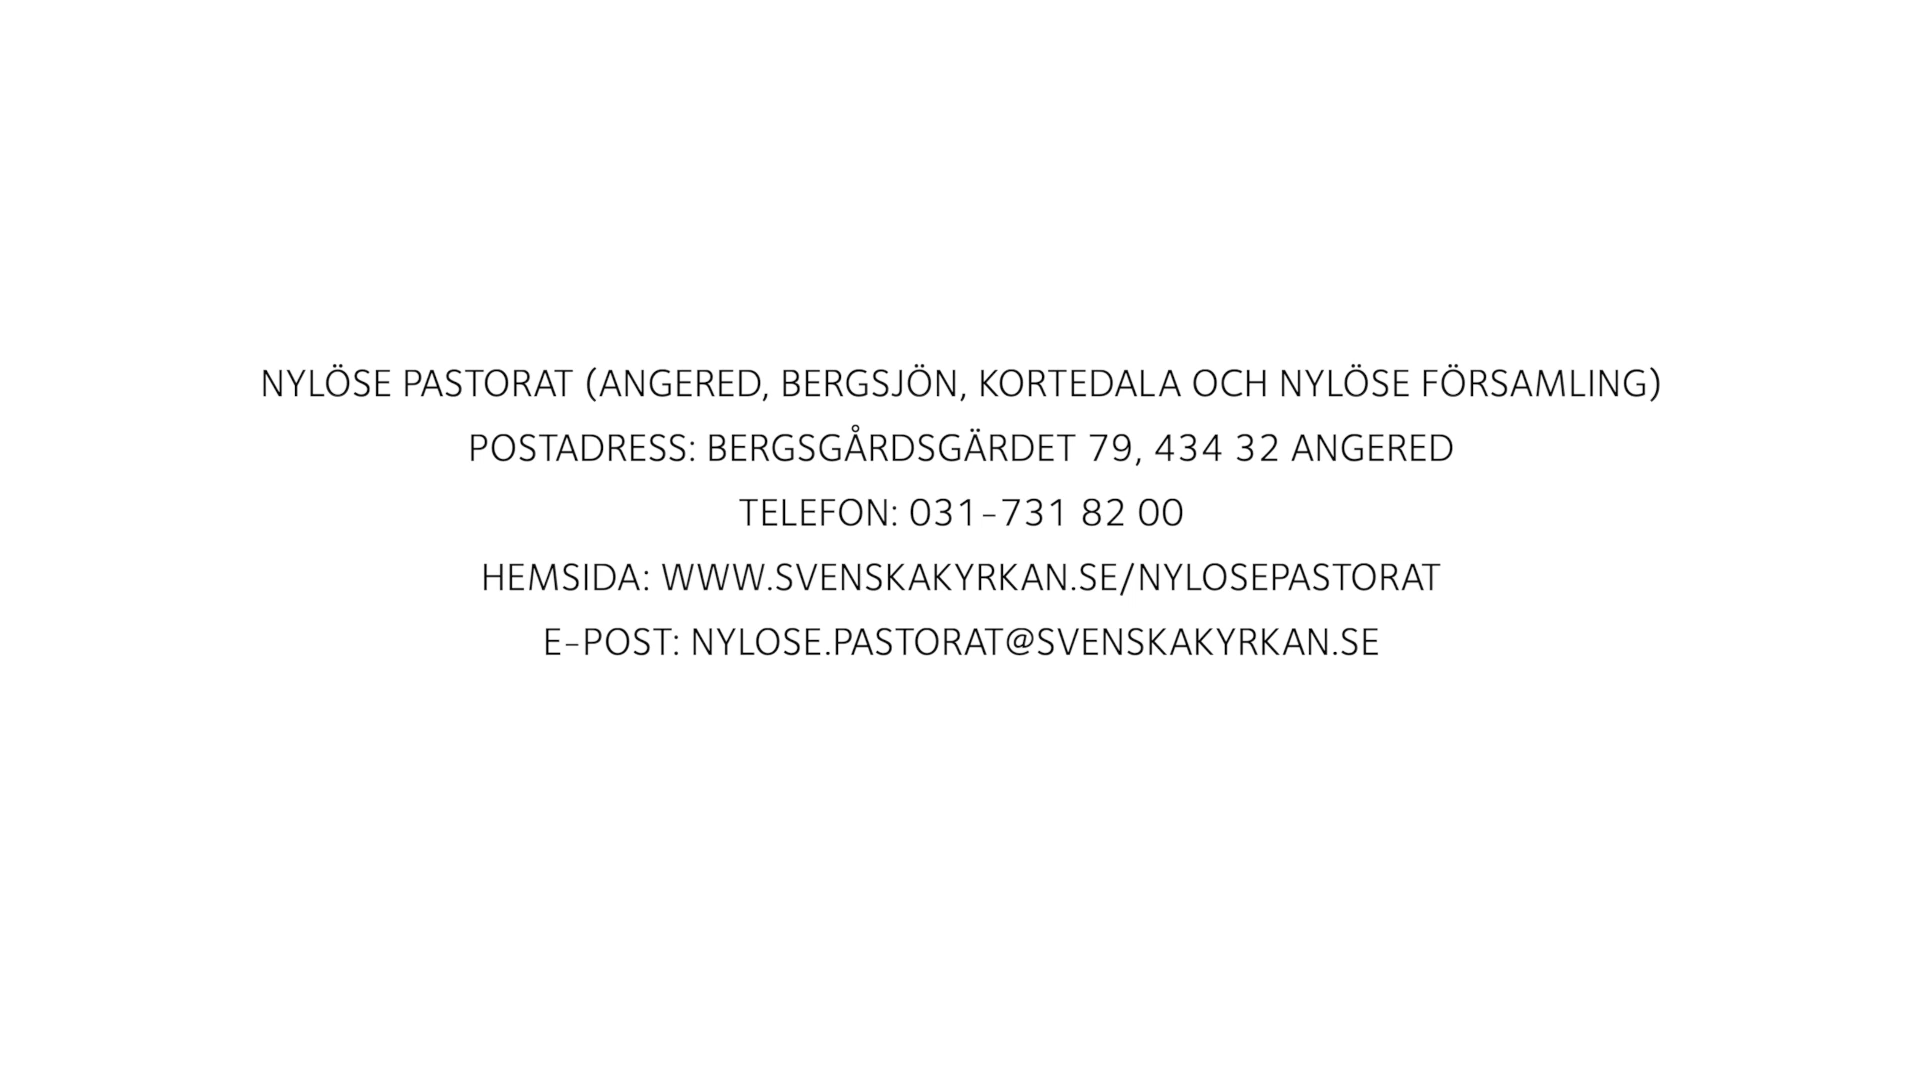 NYLÖSE PASTORAT (ANGERED, BERGSJÖN, KORTEDALA OCH NYLÖSE FÖRSAMLING)
POSTADRESS: BERGSGÅRDSGÄRDET 79, 434 32 ANGERED
TELEFON: 031-731 82 00
HEMSIDA: WWW.SVENSKAKYRKAN.SE/NYLOSEPASTORAT
E-POST: NYLOSE.PASTORAT@SVENSKAKYRKAN.SE